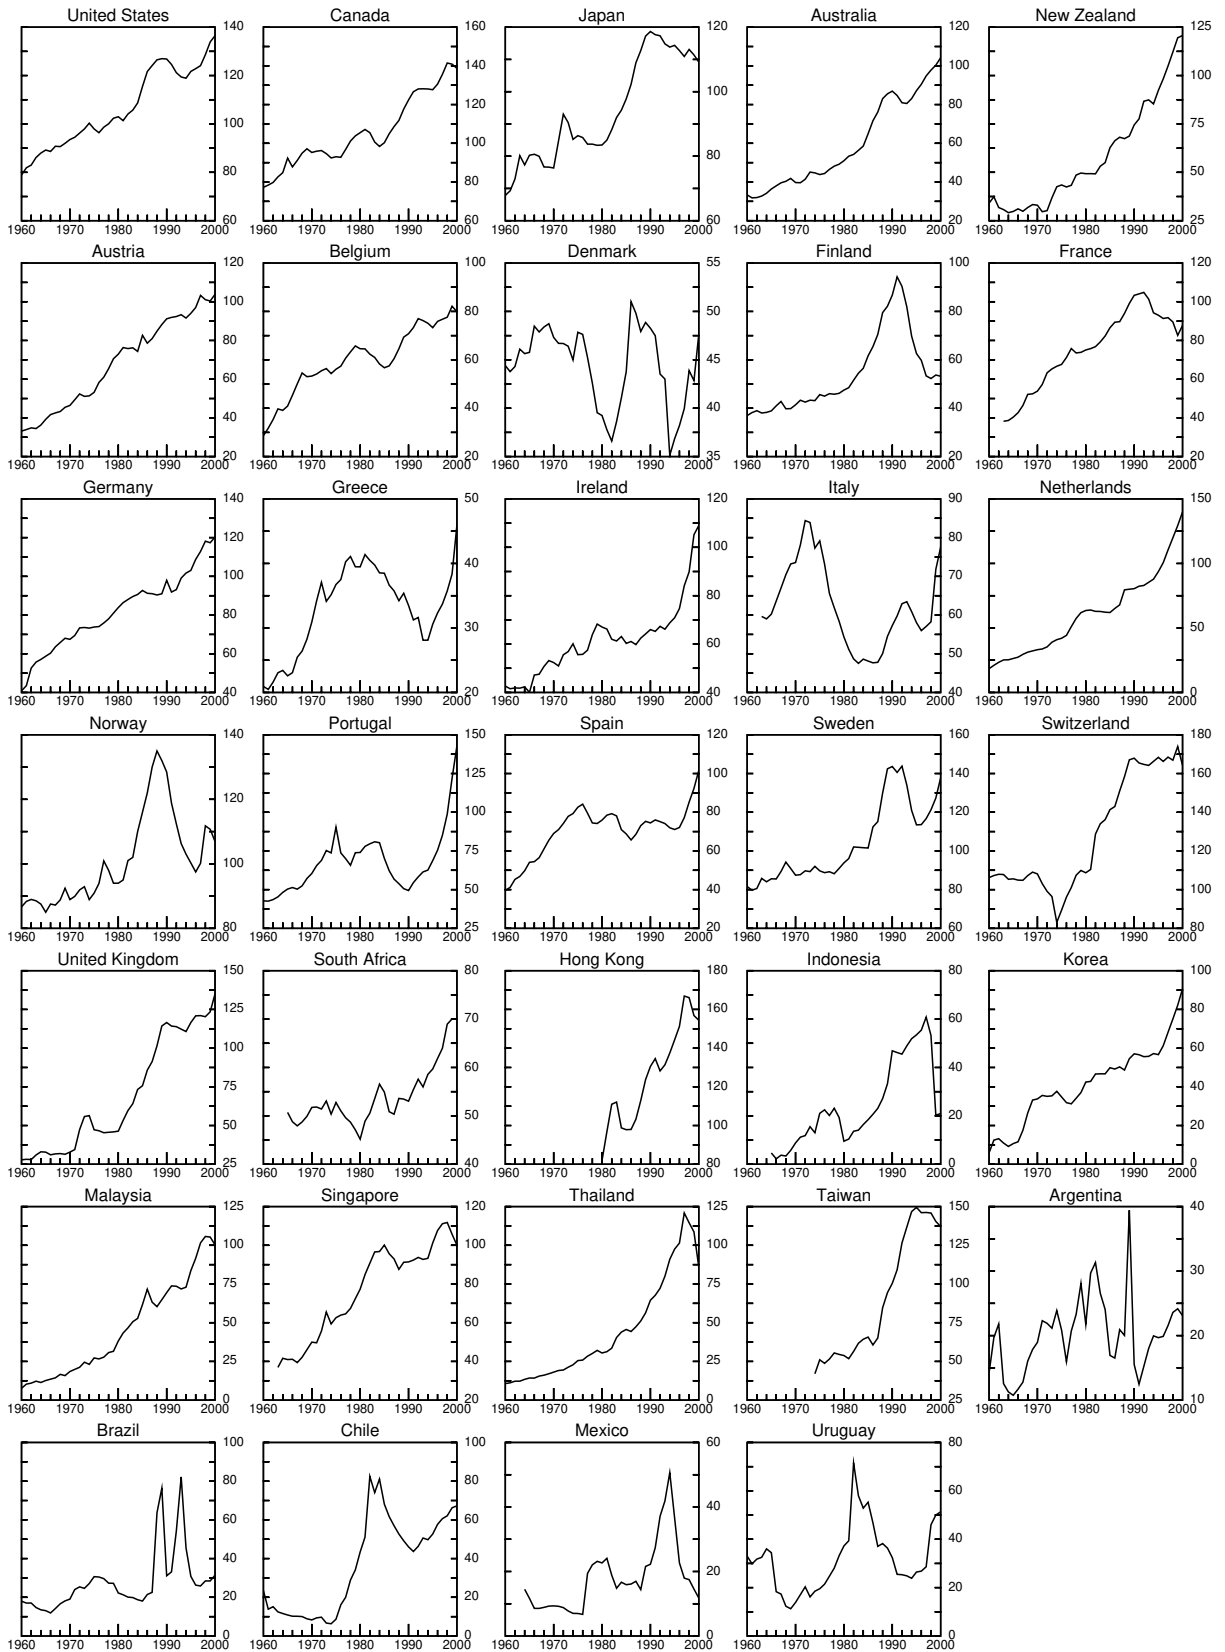 United States
140
120
100
80
60
1960 1970 1980 1990 2000
Canada
160
140
120
100
80
60
1960 1970 1980 1990 2000
Japan
120
100
80
60
1960 1970 1980 1990 2000
Australia
120
100
80
60
40
20
1960 1970 1980 1990 2000
New Zealand
125
100
75
50
25
1960 1970 1980 1990 2000
Austria
120
100
80
60
40
20
1960 1970 1980 1990 2000
Belgium
100
80
60
40
20
1960 1970 1980 1990 2000
Denmark
55
50
45
40
35
1960 1970 1980 1990 2000
Finland
100
80
60
40
20
1960 1970 1980 1990 2000
France
120
100
80
60
40
20
1960 1970 1980 1990 2000
Germany
140
120
100
80
60
40
1960 1970 1980 1990 2000
Greece
50
40
30
20
1960 1970 1980 1990 2000
Ireland
120
100
80
60
40
1960 1970 1980 1990 2000
Italy
90
80
70
60
50
40
1960 1970 1980 1990 2000
Netherlands
150
100
50
0
1960 1970 1980 1990 2000
Norway
140
120
100
80
1960 1970 1980 1990 2000
Portugal
150
125
100
75
50
25
1960 1970 1980 1990 2000
Spain
120
100
80
60
40
20
1960 1970 1980 1990 2000
Sweden
160
140
120
100
80
60
1960 1970 1980 1990 2000
Switzerland
180
160
140
120
100
80
1960 1970 1980 1990 2000
United Kingdom
150
125
100
75
50
25
1960 1970 1980 1990 2000
South Africa
80
70
60
50
40
1960 1970 1980 1990 2000
Hong Kong
180
160
140
120
100
80
1960 1970 1980 1990 2000
Indonesia
80
60
40
20
0
1960 1970 1980 1990 2000
Korea
100
80
60
40
20
0
1960 1970 1980 1990 2000
Malaysia
125
100
75
50
25
0
1960 1970 1980 1990 2000
Singapore
120
100
80
60
40
20
1960 1970 1980 1990 2000
Thailand
125
100
75
50
25
0
1960 1970 1980 1990 2000
Taiwan
150
125
100
75
50
25
1960 1970 1980 1990 2000
Argentina
40
30
20
10
1960 1970 1980 1990 2000
Brazil
100
80
60
40
20
0
1960 1970 1980 1990 2000
Chile
100
80
60
40
20
0
1960 1970 1980 1990 2000
Mexico
60
40
20
0
1960 1970 1980 1990 2000
Uruguay
80
60
40
20
0
1960 1970 1980 1990 2000